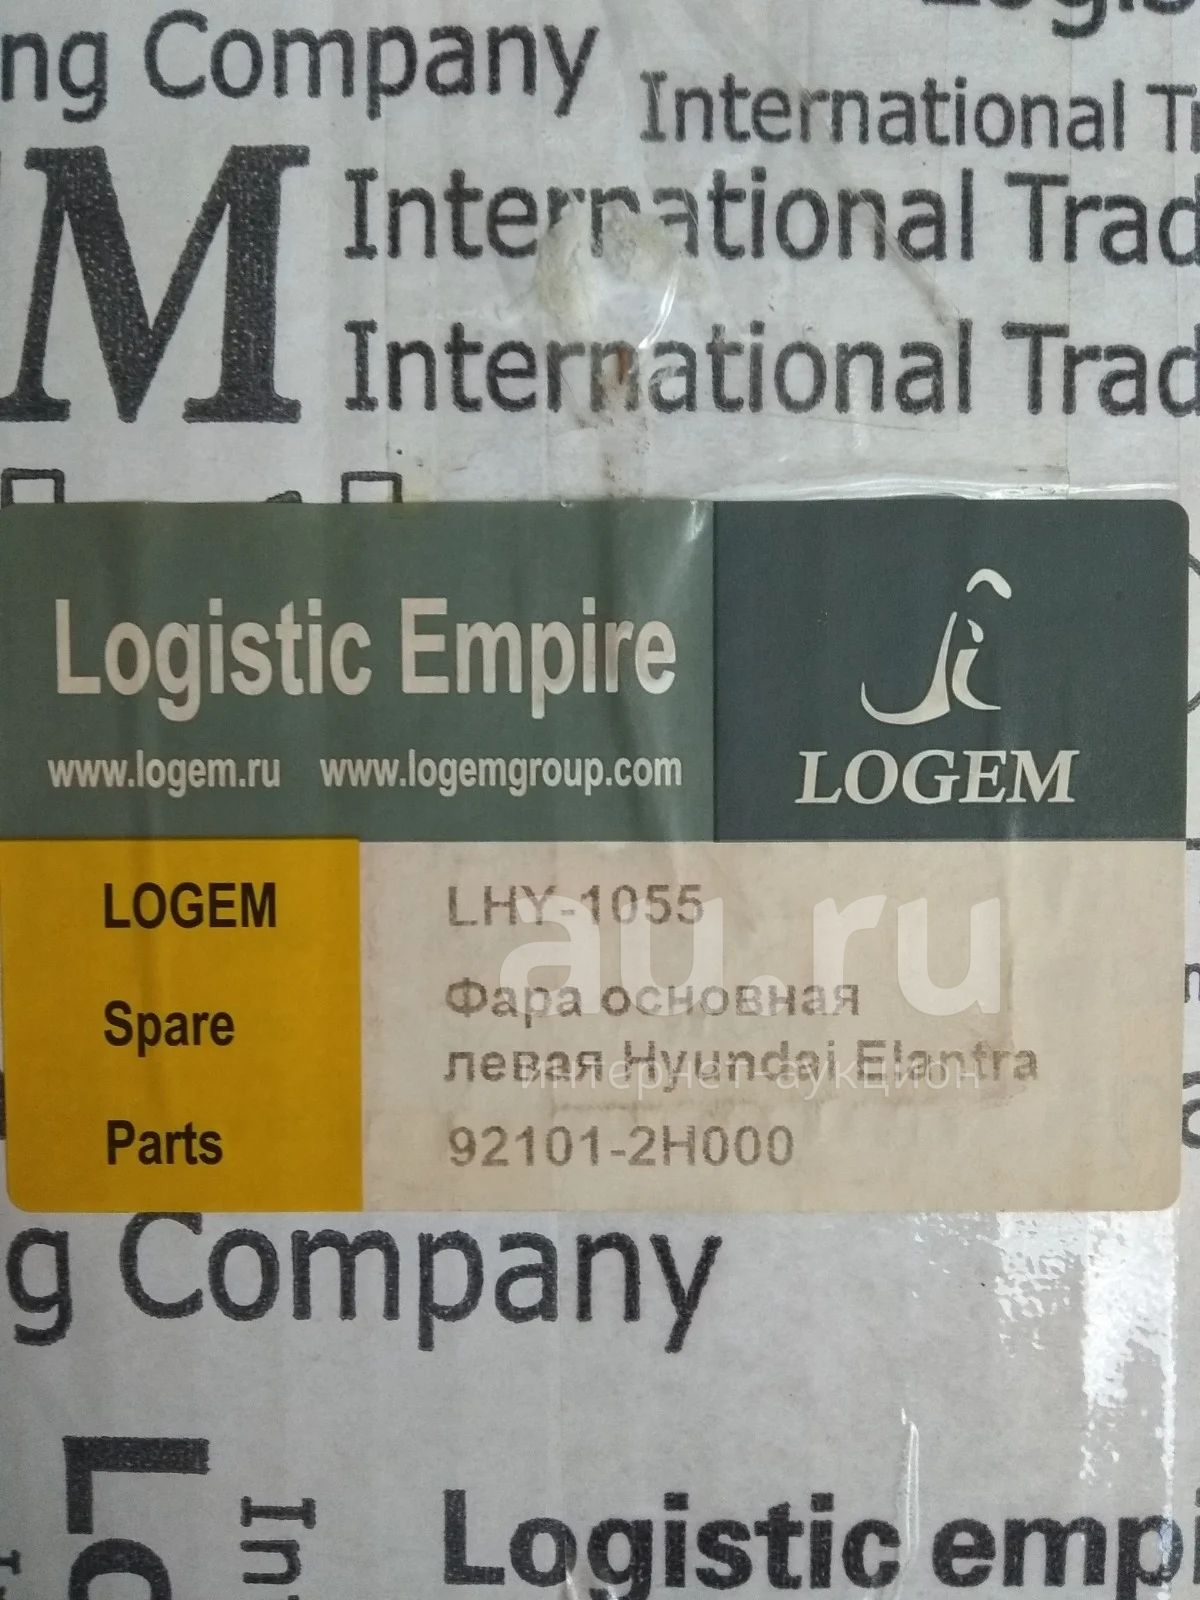 ng Company
International Tr
M
International Trad
International Trad
Logistic Empire
www.logem.ru www.logemgroup.com
LOGEM
LOGEM
LHY-1055
Spare
Фара основная
левая Hyundai Elantra
Parts
92101-2H000
au.ru
интернет-аукцион
g Company
Logistic empi